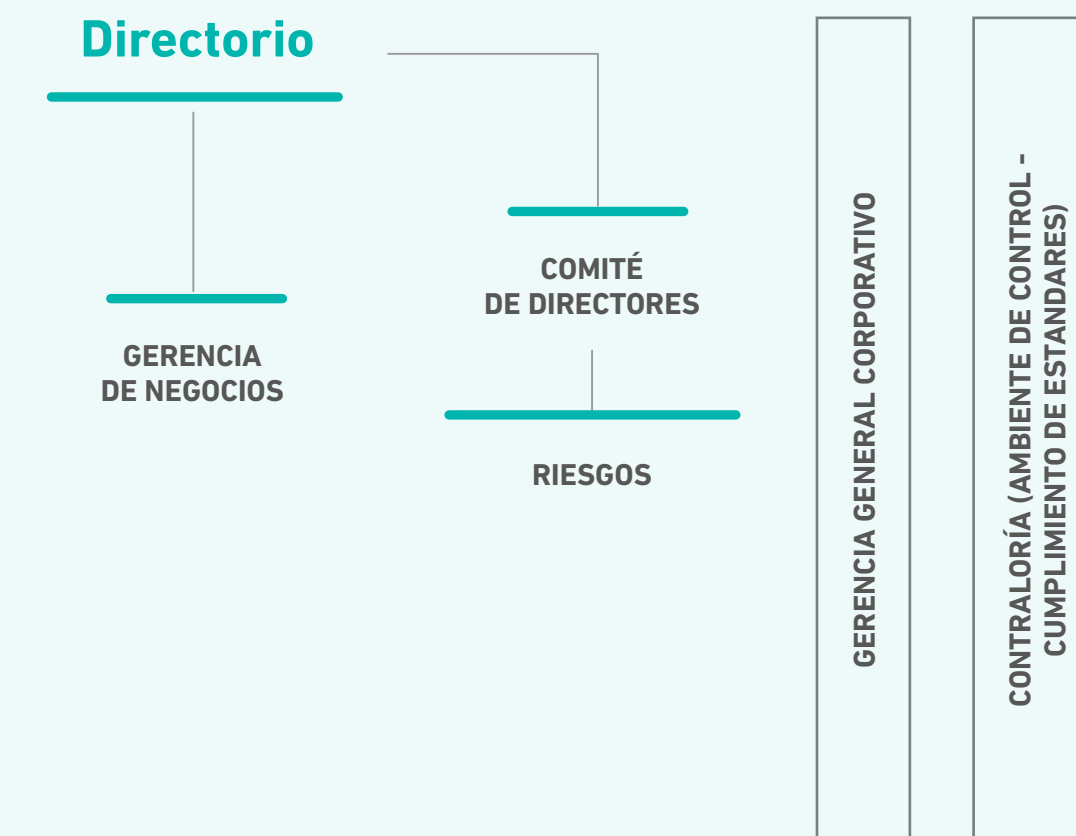 Directorio
COMITÉ
DE DIRECTORES
GERENCIA
DE NEGOCIOS
RIESGOS
GERENCIA GENERAL CORPORATIVO
CONTRALORÍA (AMBIENTE DE CONTROL -
CUMPLIMIENTO DE ESTANDARES)